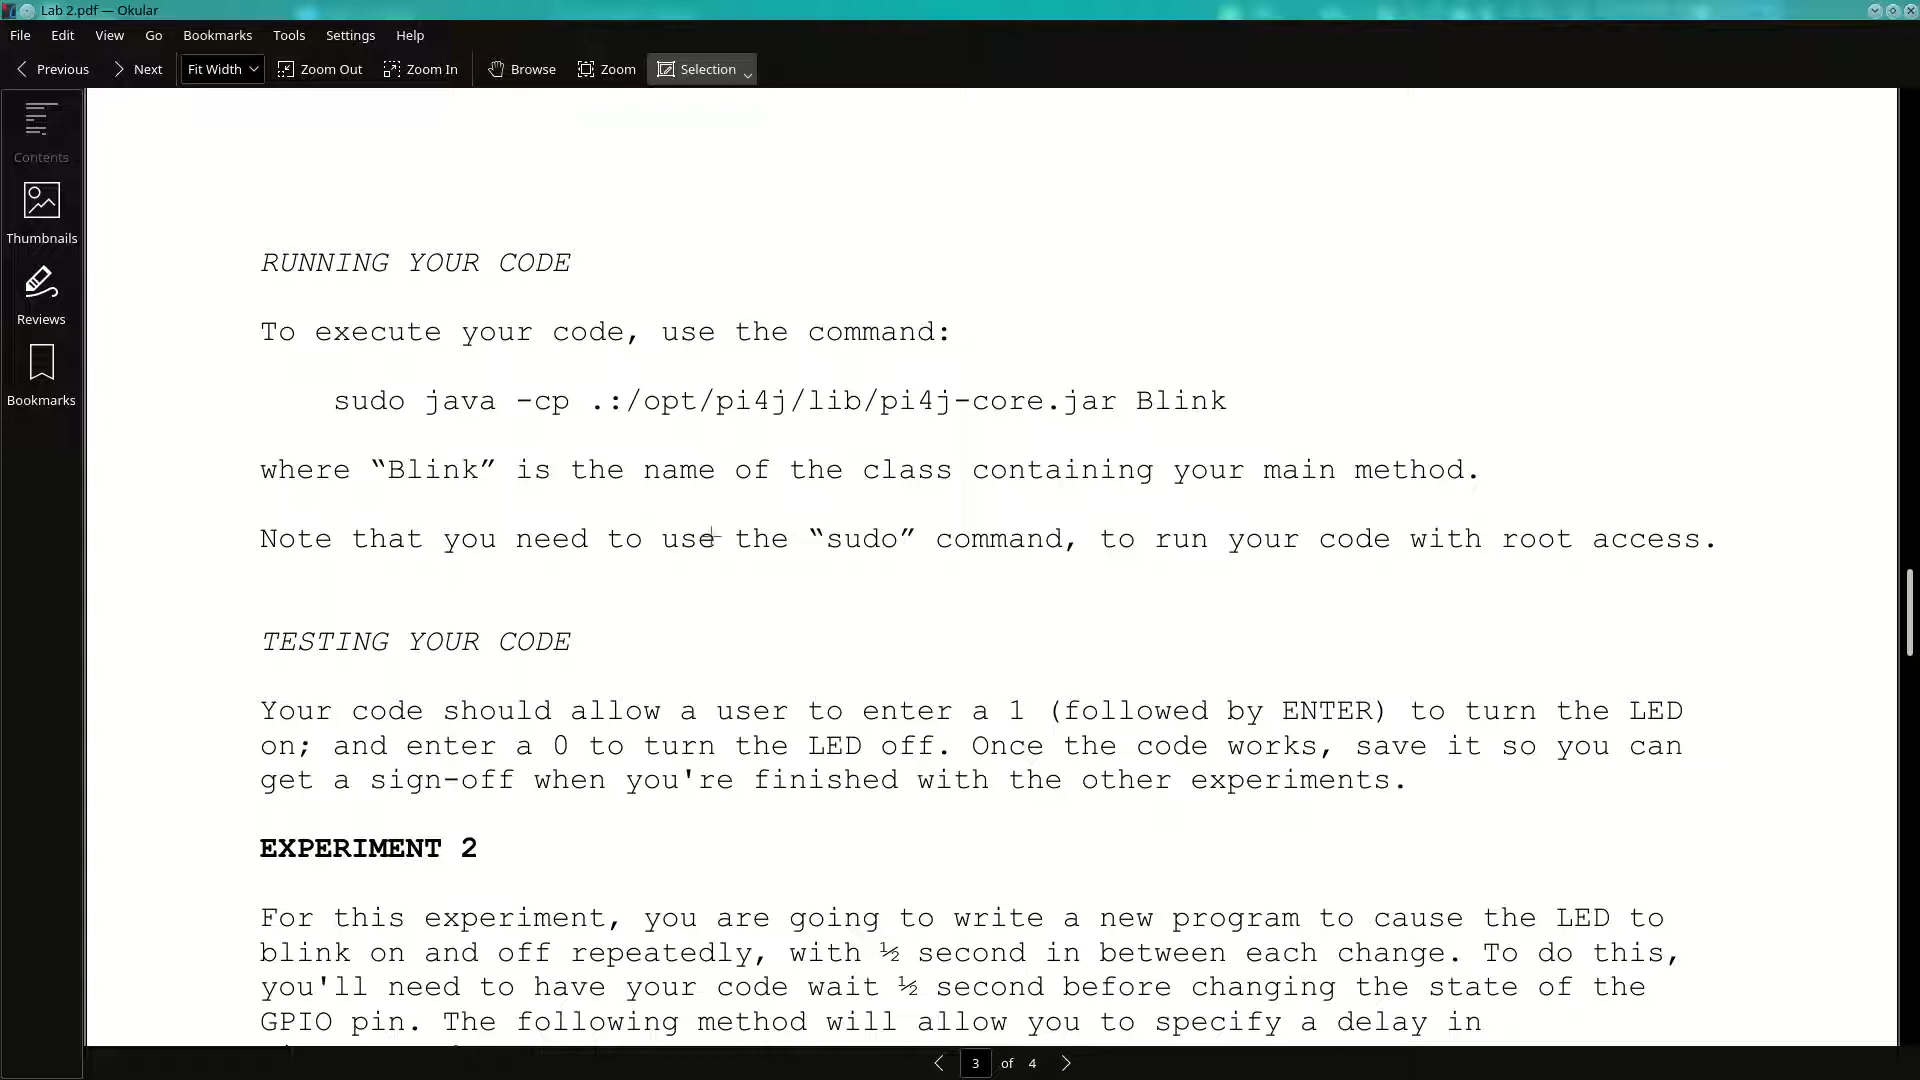 Lab 2.pdf — Okular
File Edit View Go Bookmarks Tools Settings Help
Previous Next Fit Width Zoom Out Zoom In Browse Zoom Selection
Contents
Thumbnails
Reviews
Bookmarks
RUNNING YOUR CODE
To execute your code, use the command:
sudo java -cp .:/opt/pi4j/lib/pi4j-core.jar Blink
where “Blink” is the name of the class containing your main method.
Note that you need to use the “sudo” command, to run your code with root access.
TESTING YOUR CODE
Your code should allow a user to enter a 1 (followed by ENTER) to turn the LED
on; and enter a 0 to turn the LED off. Once the code works, save it so you can
get a sign-off when you're finished with the other experiments.
EXPERIMENT 2
For this experiment, you are going to write a new program to cause the LED to
blink on and off repeatedly, with ½ second in between each change. To do this,
you'll need to have your code wait ½ second before changing the state of the
GPIO pin. The following method will allow you to specify a delay in
3 of 4